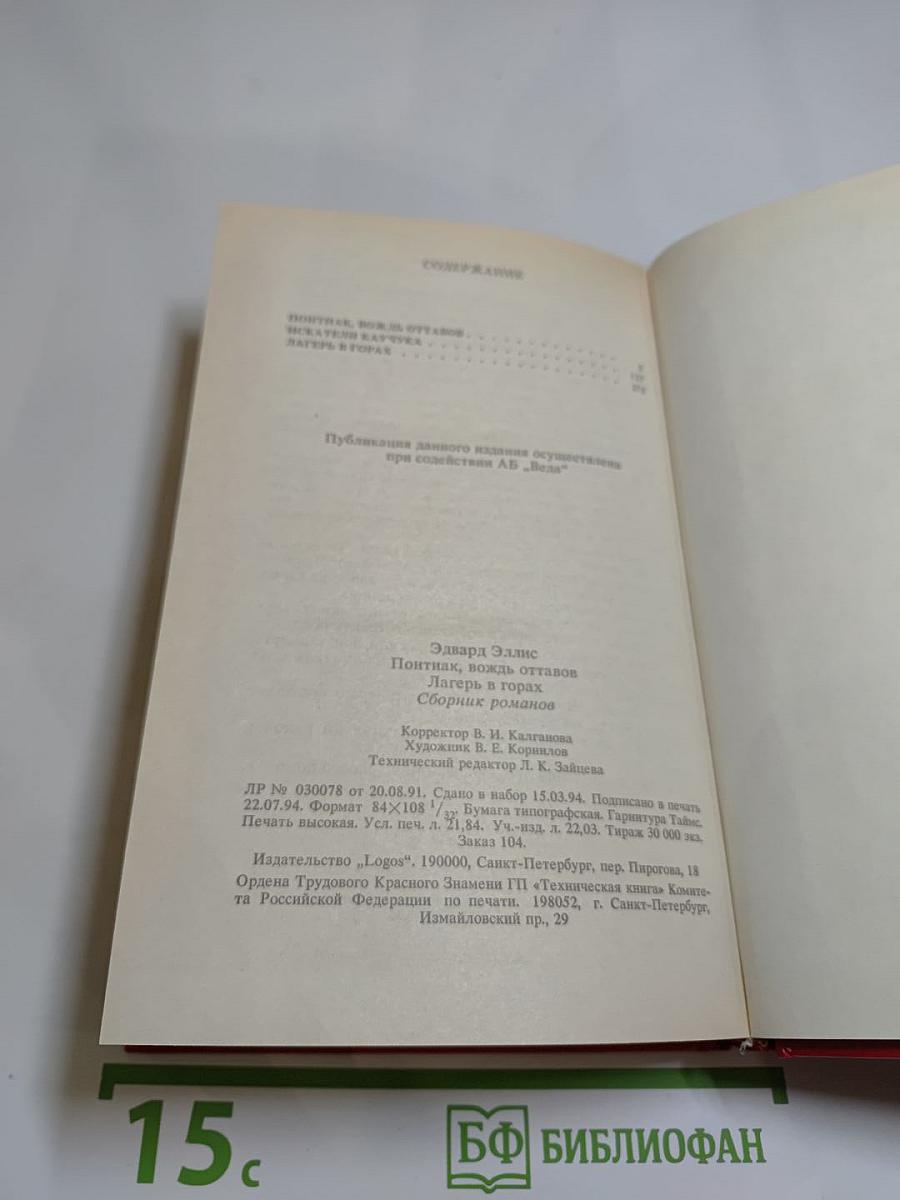 СОДЕРЖАНИЕ
ПОНТИАК, ВОЖДЬ ОТТАВОВ . . . . . . . . . . . .
ИСКАТЕЛИ КАУЧУКА . . . . . . . . . . . . . . . .
ЛАГЕРЬ В ГОРАХ . . . . . . . . . . . . . . . . .
Публикация данного издания осуществлена
при содействии АБ „Веда“
Эдвард Эллис
Понтиак, вождь оттавов
Лагерь в горах
Сборник романов
Корректор В. И. Калганова
Художник В. Е. Корнилов
Технический редактор Л. К. Зайцева
ЛР № 030078 от 20.08.91. Сдано в набор 15.03.94. Подписано в печать
22.07.94. Формат 84×108 1/32. Бумага типографская. Гарнитура Таймс.
Печать высокая. Усл. печ. л. 21,84. Уч.-изд. л. 22,03. Тираж 30 000 экз.
Заказ 104.
Издательство „Logos“. 190000, Санкт-Петербург, пер. Пирогова, 18
Ордена Трудового Красного Знамени ГП «Техническая книга» Комите-
та Российской Федерации по печати. 198052, г. Санкт-Петербург,
Измайловский пр., 29
15 с
БФ БИБЛИОФАН